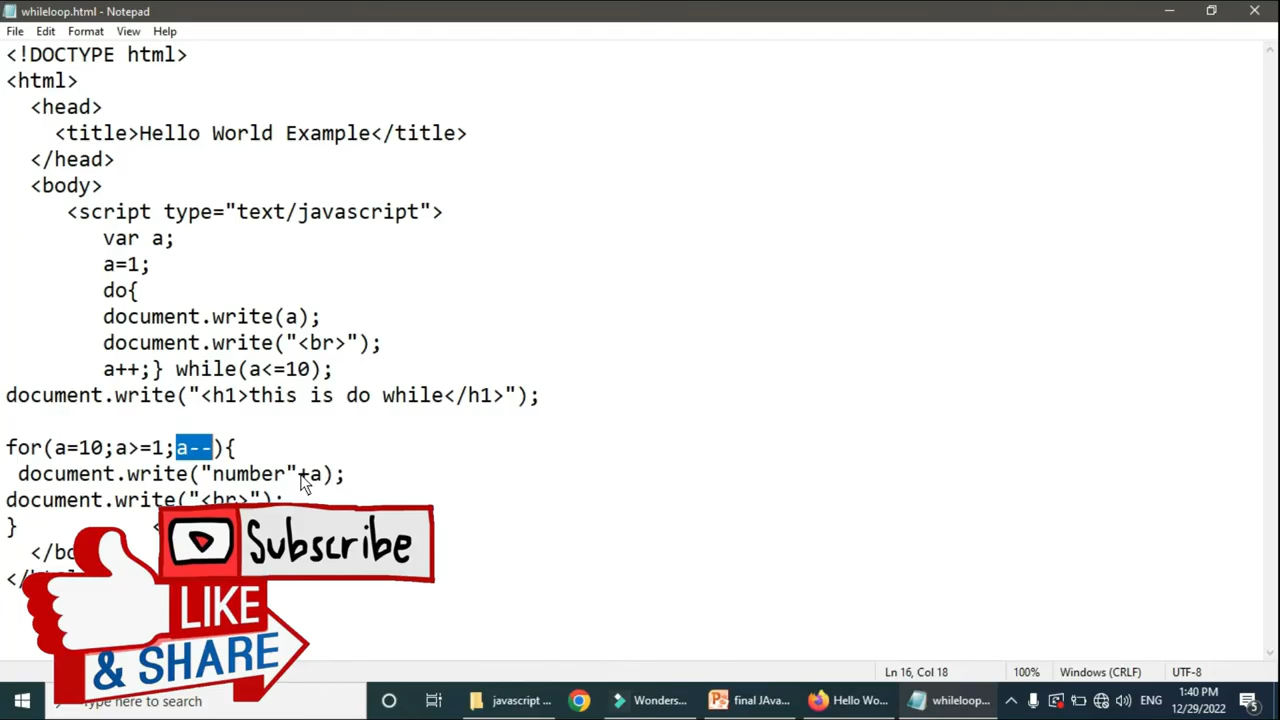 whileloop.html - Notepad
File Edit Format View Help
<!DOCTYPE html>
<html>
<head>
<title>Hello World Example</title>
</head>
<body>
<script type="text/javascript">
var a;
a=1;
do{
document.write(a);
document.write("<br>");
a++;} while(a<=10);
document.write("<h1>this is do while</h1>");
for(a=10;a>=1;a--){
document.write("number"+a);
document.write("<br>");
}
Subscribe
LIKE
& SHARE
Ln 16, Col 18 100% Windows (CRLF) UTF-8
Type here to search
javascript ...
Wonders...
final JAva...
Hello Wo...
whileloop...
ENG
1:40 PM
12/29/2022
5